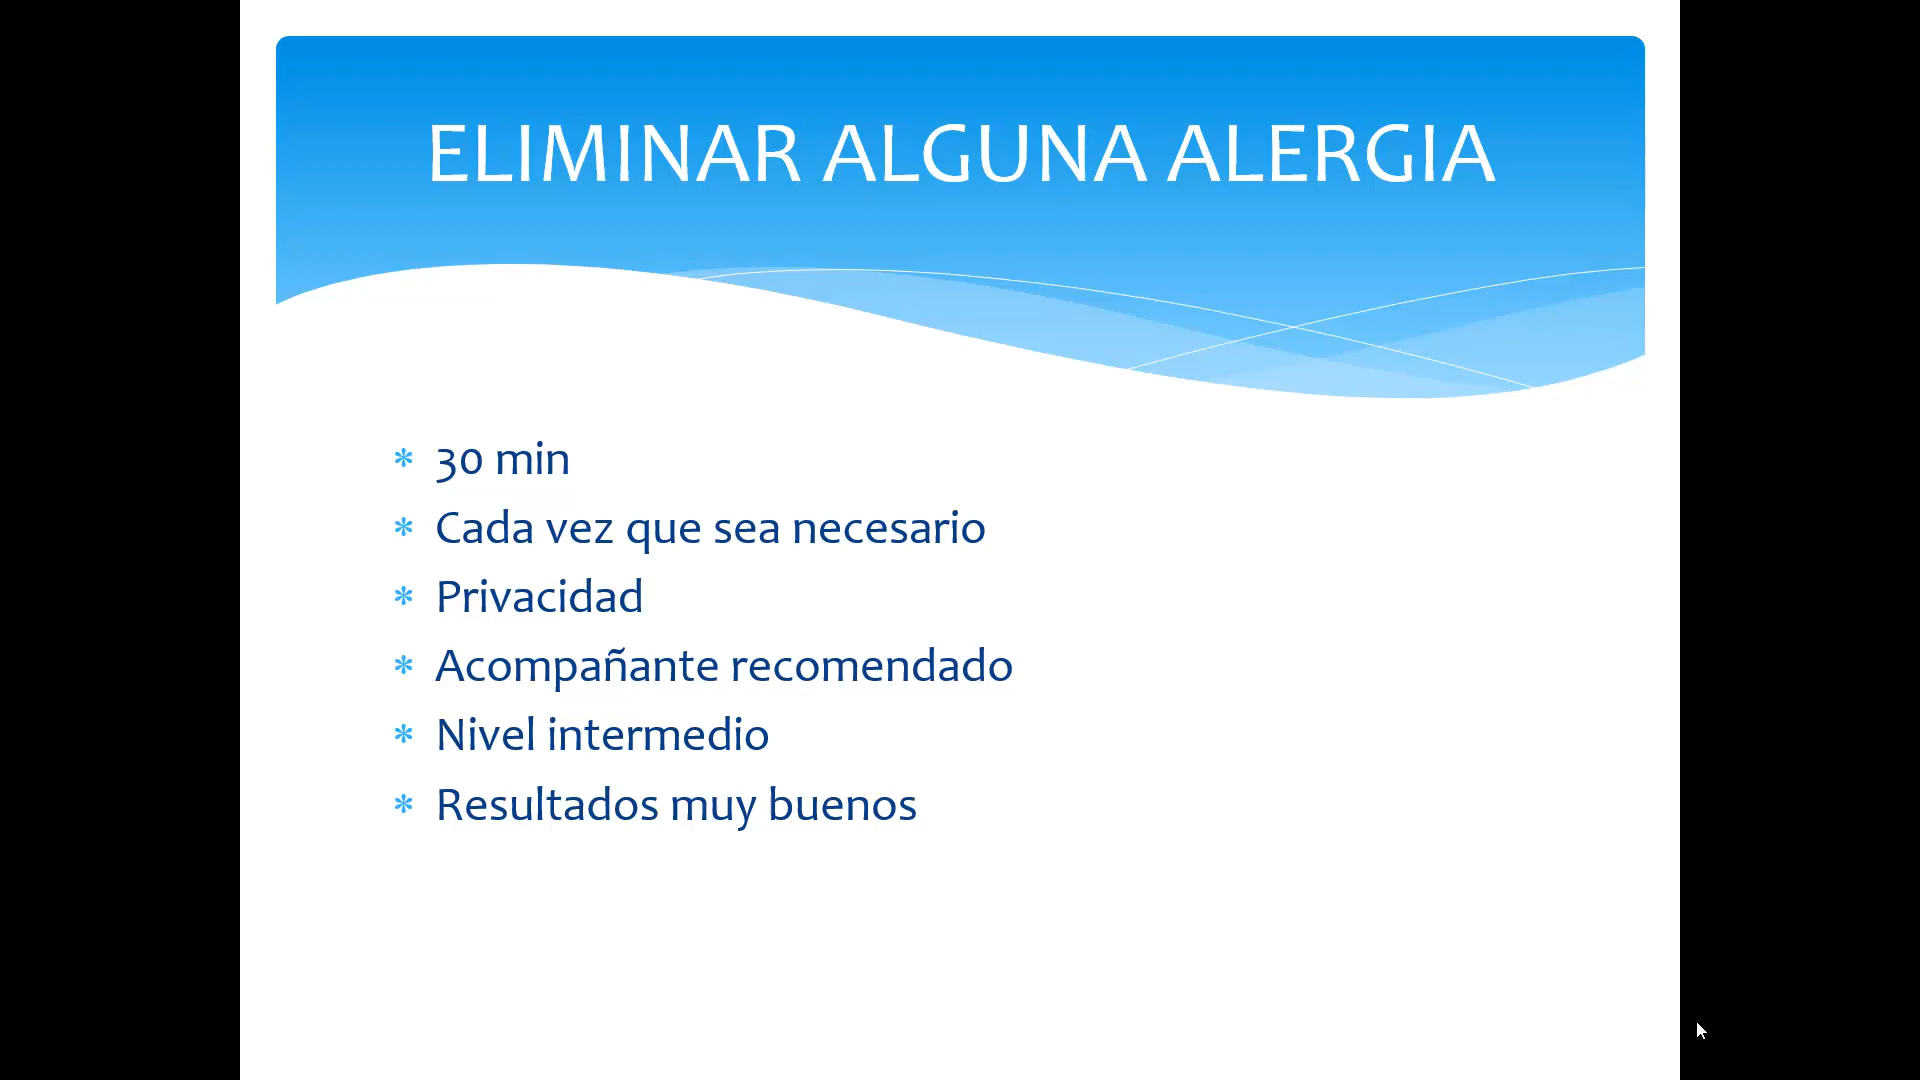 ELIMINAR ALGUNA ALERGIA
30 min
Cada vez que sea necesario
Privacidad
Acompañante recomendado
Nivel intermedio
Resultados muy buenos